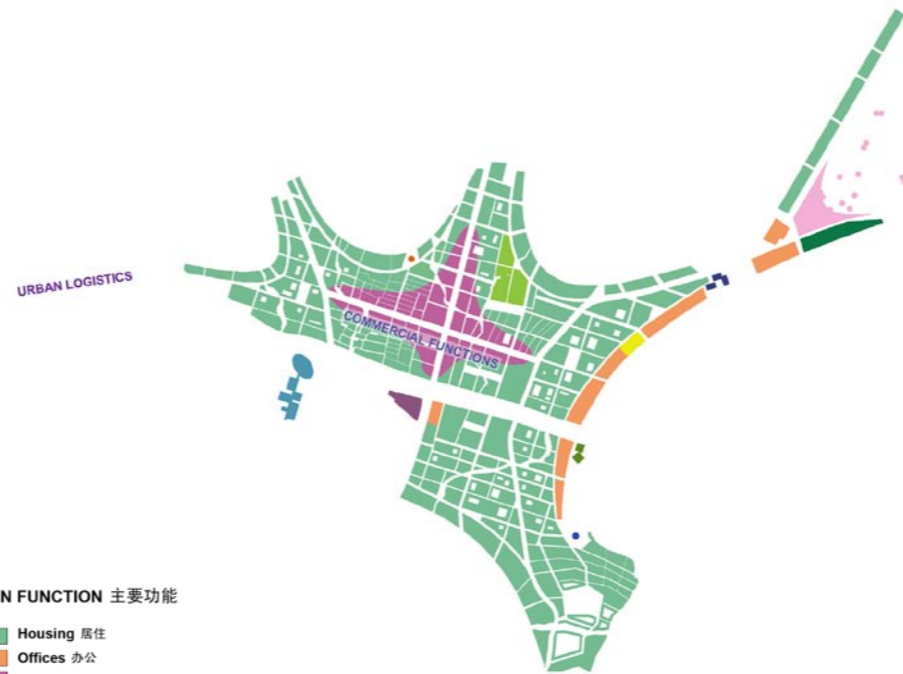 URBAN LOGISTICS
COMMERCIAL FUNCTIONS
N FUNCTION 主要功能
Housing 居住
Offices 办公